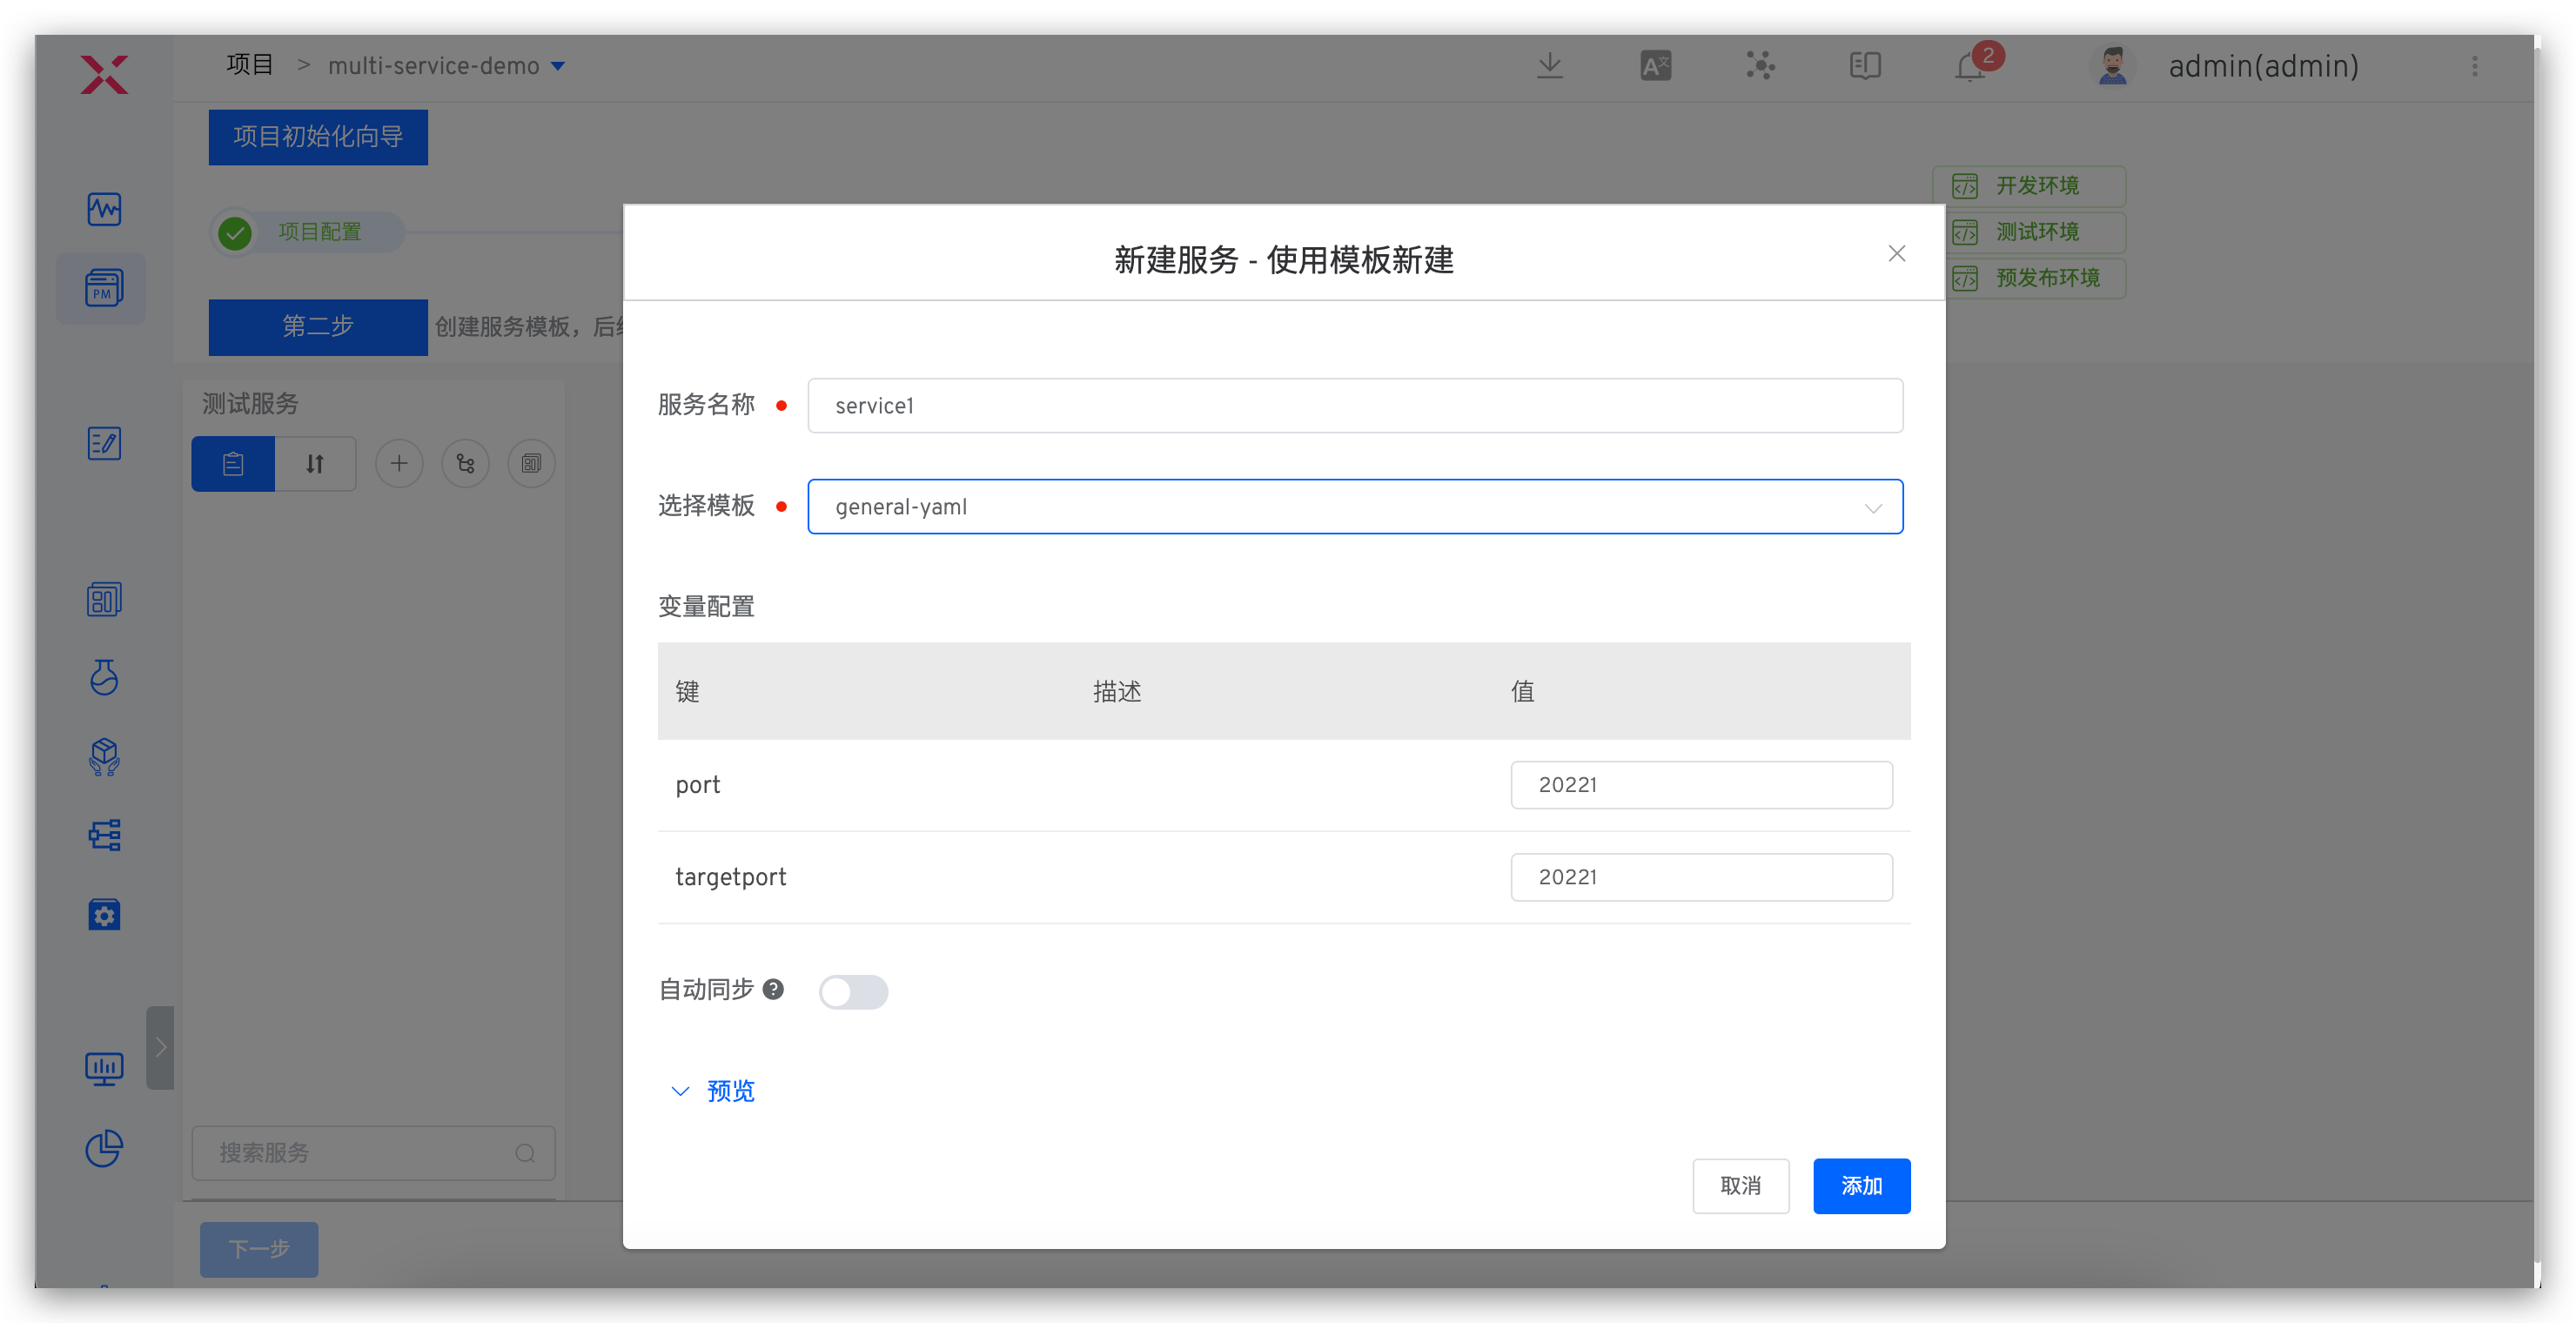 项目 > multi-service-demo
2
admin(admin)
项目初始化向导
项目配置
开发环境
测试环境
预发布环境
第二步
创建服务模板，后
测试服务
PM
新建服务 - 使用模板新建
服务名称
service1
选择模板
general-yaml
变量配置
键 描述 值
port 20221
targetport 20221
自动同步 ?
预览
取消 添加
搜索服务
下一步